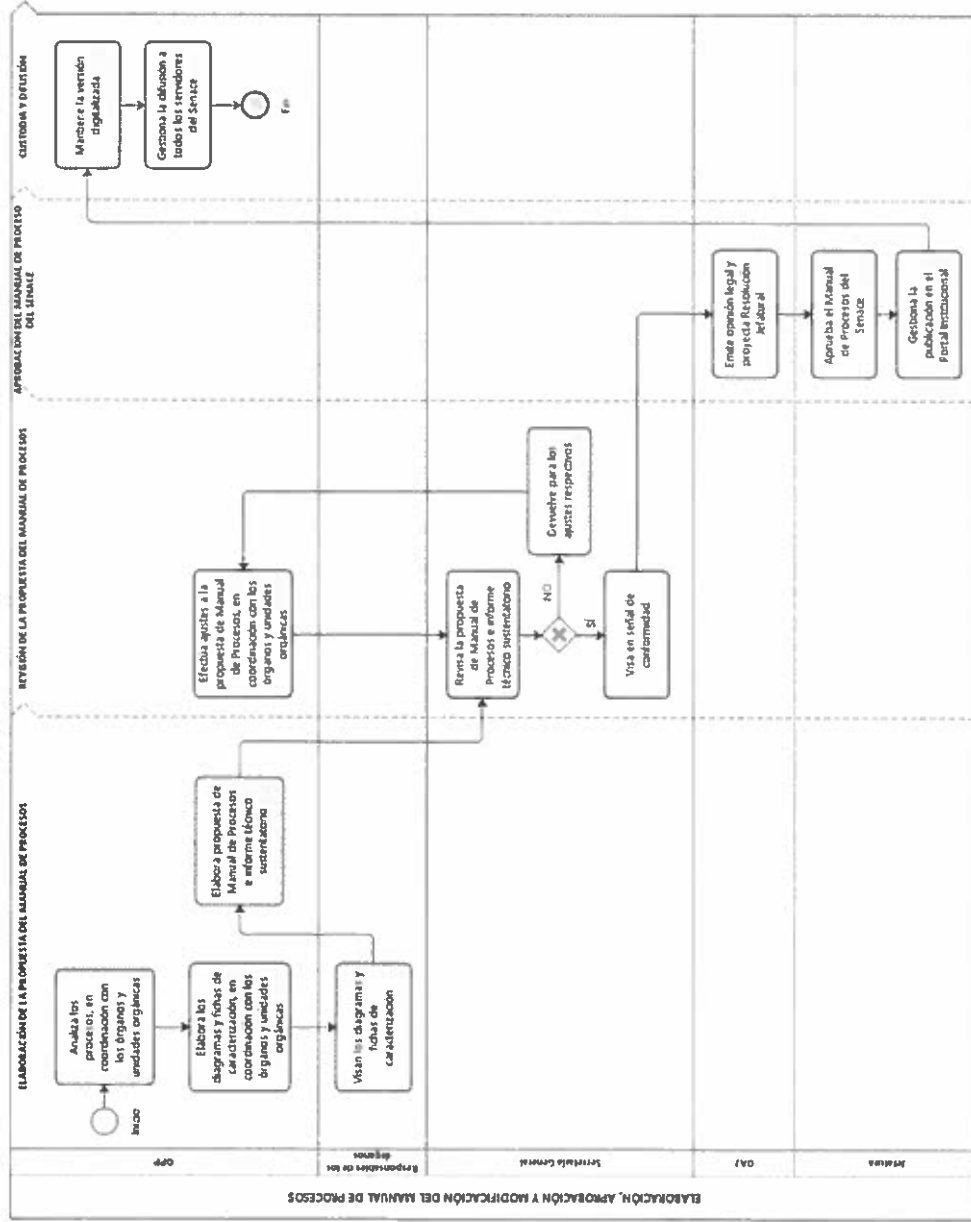 ELABORACIÓN, APROBACIÓN Y MODIFICACIÓN DEL MANUAL DE PROCESOS
ELABORACIÓN DE LA PROPUESTA DEL MANUAL DE PROCESOS
REVISIÓN DE LA PROPUESTA DEL MANUAL DE PROCESOS
APROBACIÓN DEL MANUAL DE PROCESO
DEL SENACE
CUSTODIA Y DIFUSIÓN
OPP
Inicio
Analiza los
procesos, en
coordinación con
los órganos y
unidades orgánicas
Elabora los
diagramas y fichas de
caracterización, en
coordinación con los
órganos y unidades
orgánicas
Elabora propuesta de
Manual de Procesos
e informe técnico
sustentatorio
Efectua ajustes a la
propuesta de Manual
de Procesos, en
coordinación con los
órganos y unidades
orgánicas
Mantiene la versión
digitalizada
Gestiona la difusión a
todos los servidores
del Senace
Fin
Responsables de los
órganos
Visan los diagramas y
fichas de
caracterización
Secretaría General
Revisa la propuesta
de Manual de
Procesos e informe
técnico sustentatorio
NO
Devuelve para los
ajustes respectivos
SÍ
Visa en señal de
conformidad
OAJ
Emite opinión legal y
proyecta Resolución
Jefatural
Jefatura
Aprueba el Manual
de Procesos del
Senace
Gestiona la
publicación en el
Portal Institucional